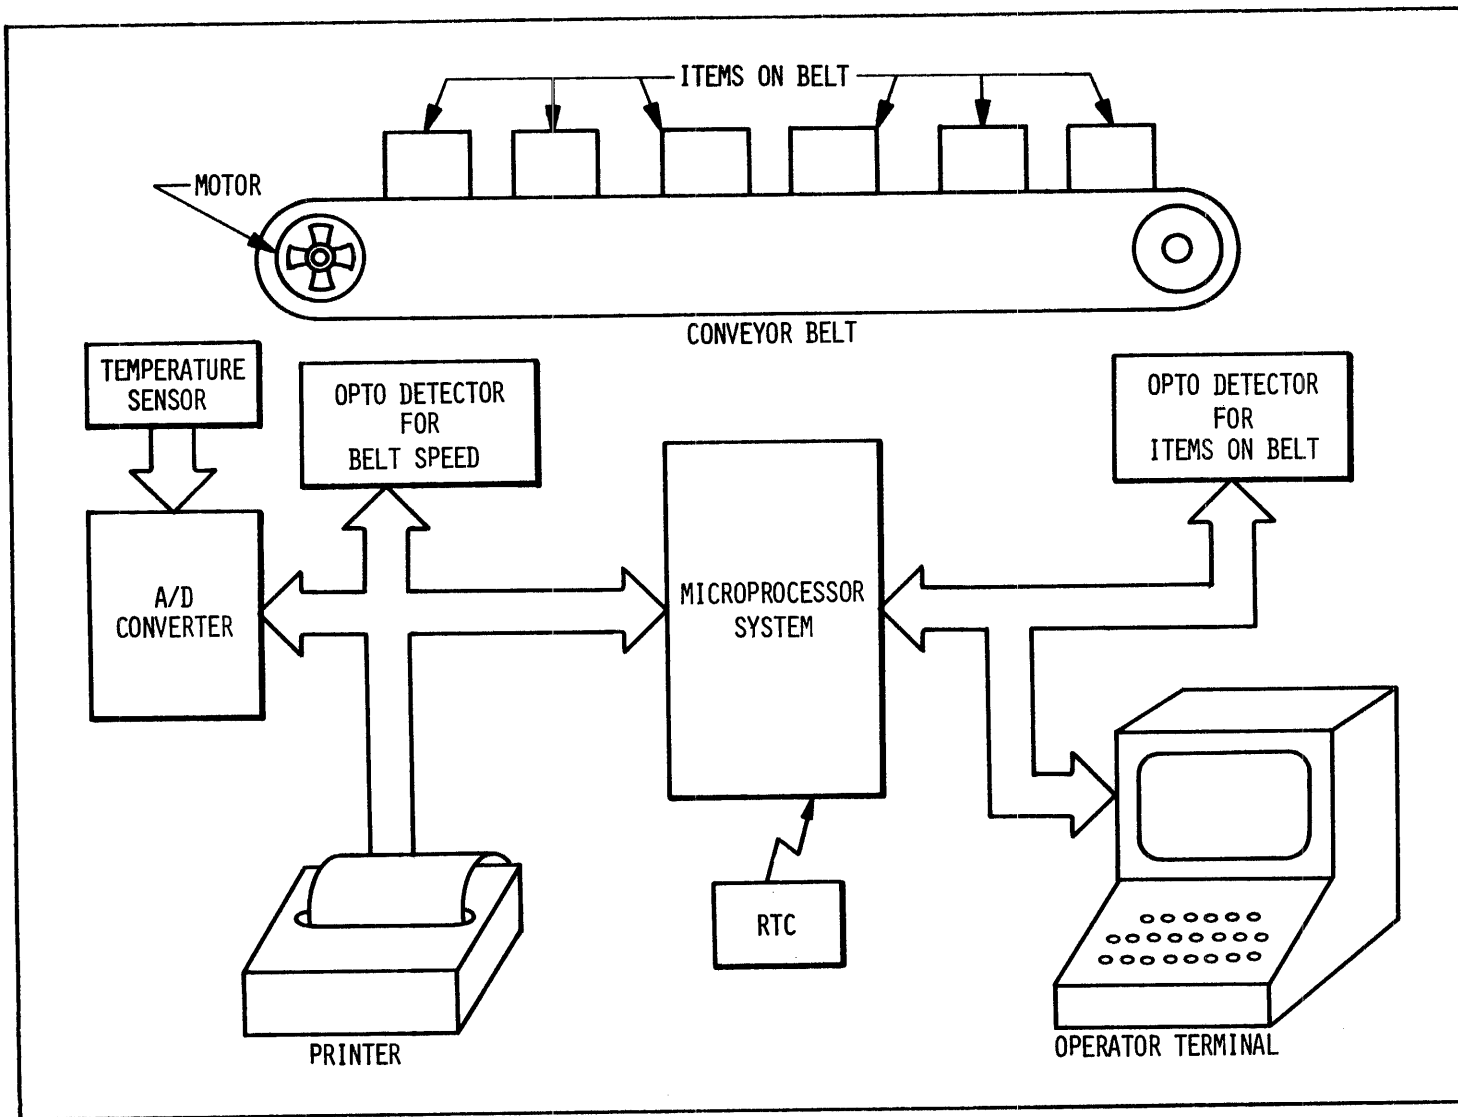 ITEMS ON BELT
MOTOR
CONVEYOR BELT
TEMPERATURE
SENSOR
OPTO DETECTOR
FOR
BELT SPEED
OPTO DETECTOR
FOR
ITEMS ON BELT
A/D
CONVERTER
MICROPROCESSOR
SYSTEM
RTC
PRINTER
OPERATOR TERMINAL